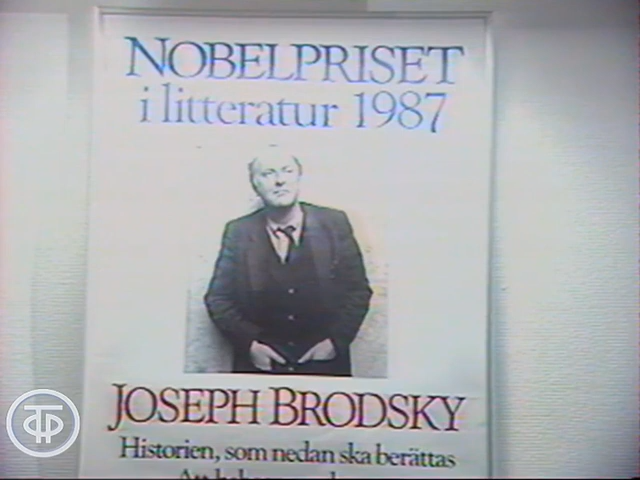 NOBELPRISET
i litteratur 1987
JOSEPH BRODSKY
Historien, som nedan ska berättas